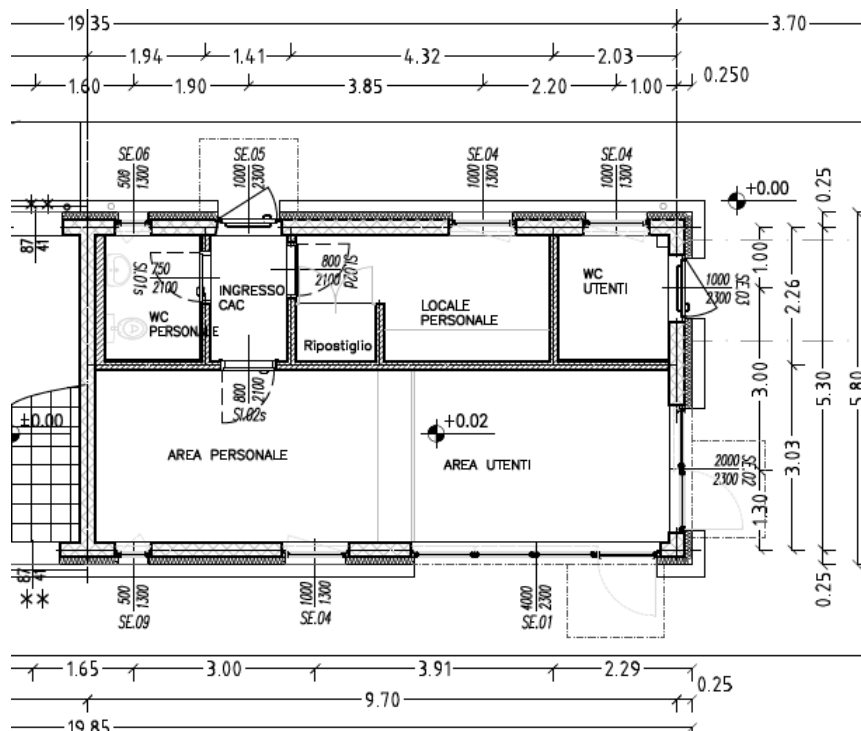 19.35
3.70
1.94
1.41
4.32
2.03
1.60
1.90
3.85
2.20
1.00
0.250
SE.06
500
1300
SE.05
1000
2300
SE.04
1000
1300
SE.04
1000
1300
+0.00
0.25
87
41
SI.01s
750
2100
INGRESSO
CAC
800
2100
SI.02d
WC
PERSONALE
Ripostiglio
LOCALE
PERSONALE
WC
UTENTI
1000
2300
SE.03
1.00
2.26
3.00
5.30
5.80
800
2100
SI.02s
±0.00
+0.02
AREA PERSONALE
AREA UTENTI
2000
2300
SE.02
1.30
3.03
0.25
87
41
500
1300
SE.09
1000
1300
SE.04
4000
2300
SE.01
1.65
3.00
3.91
2.29
9.70
0.25
19.85